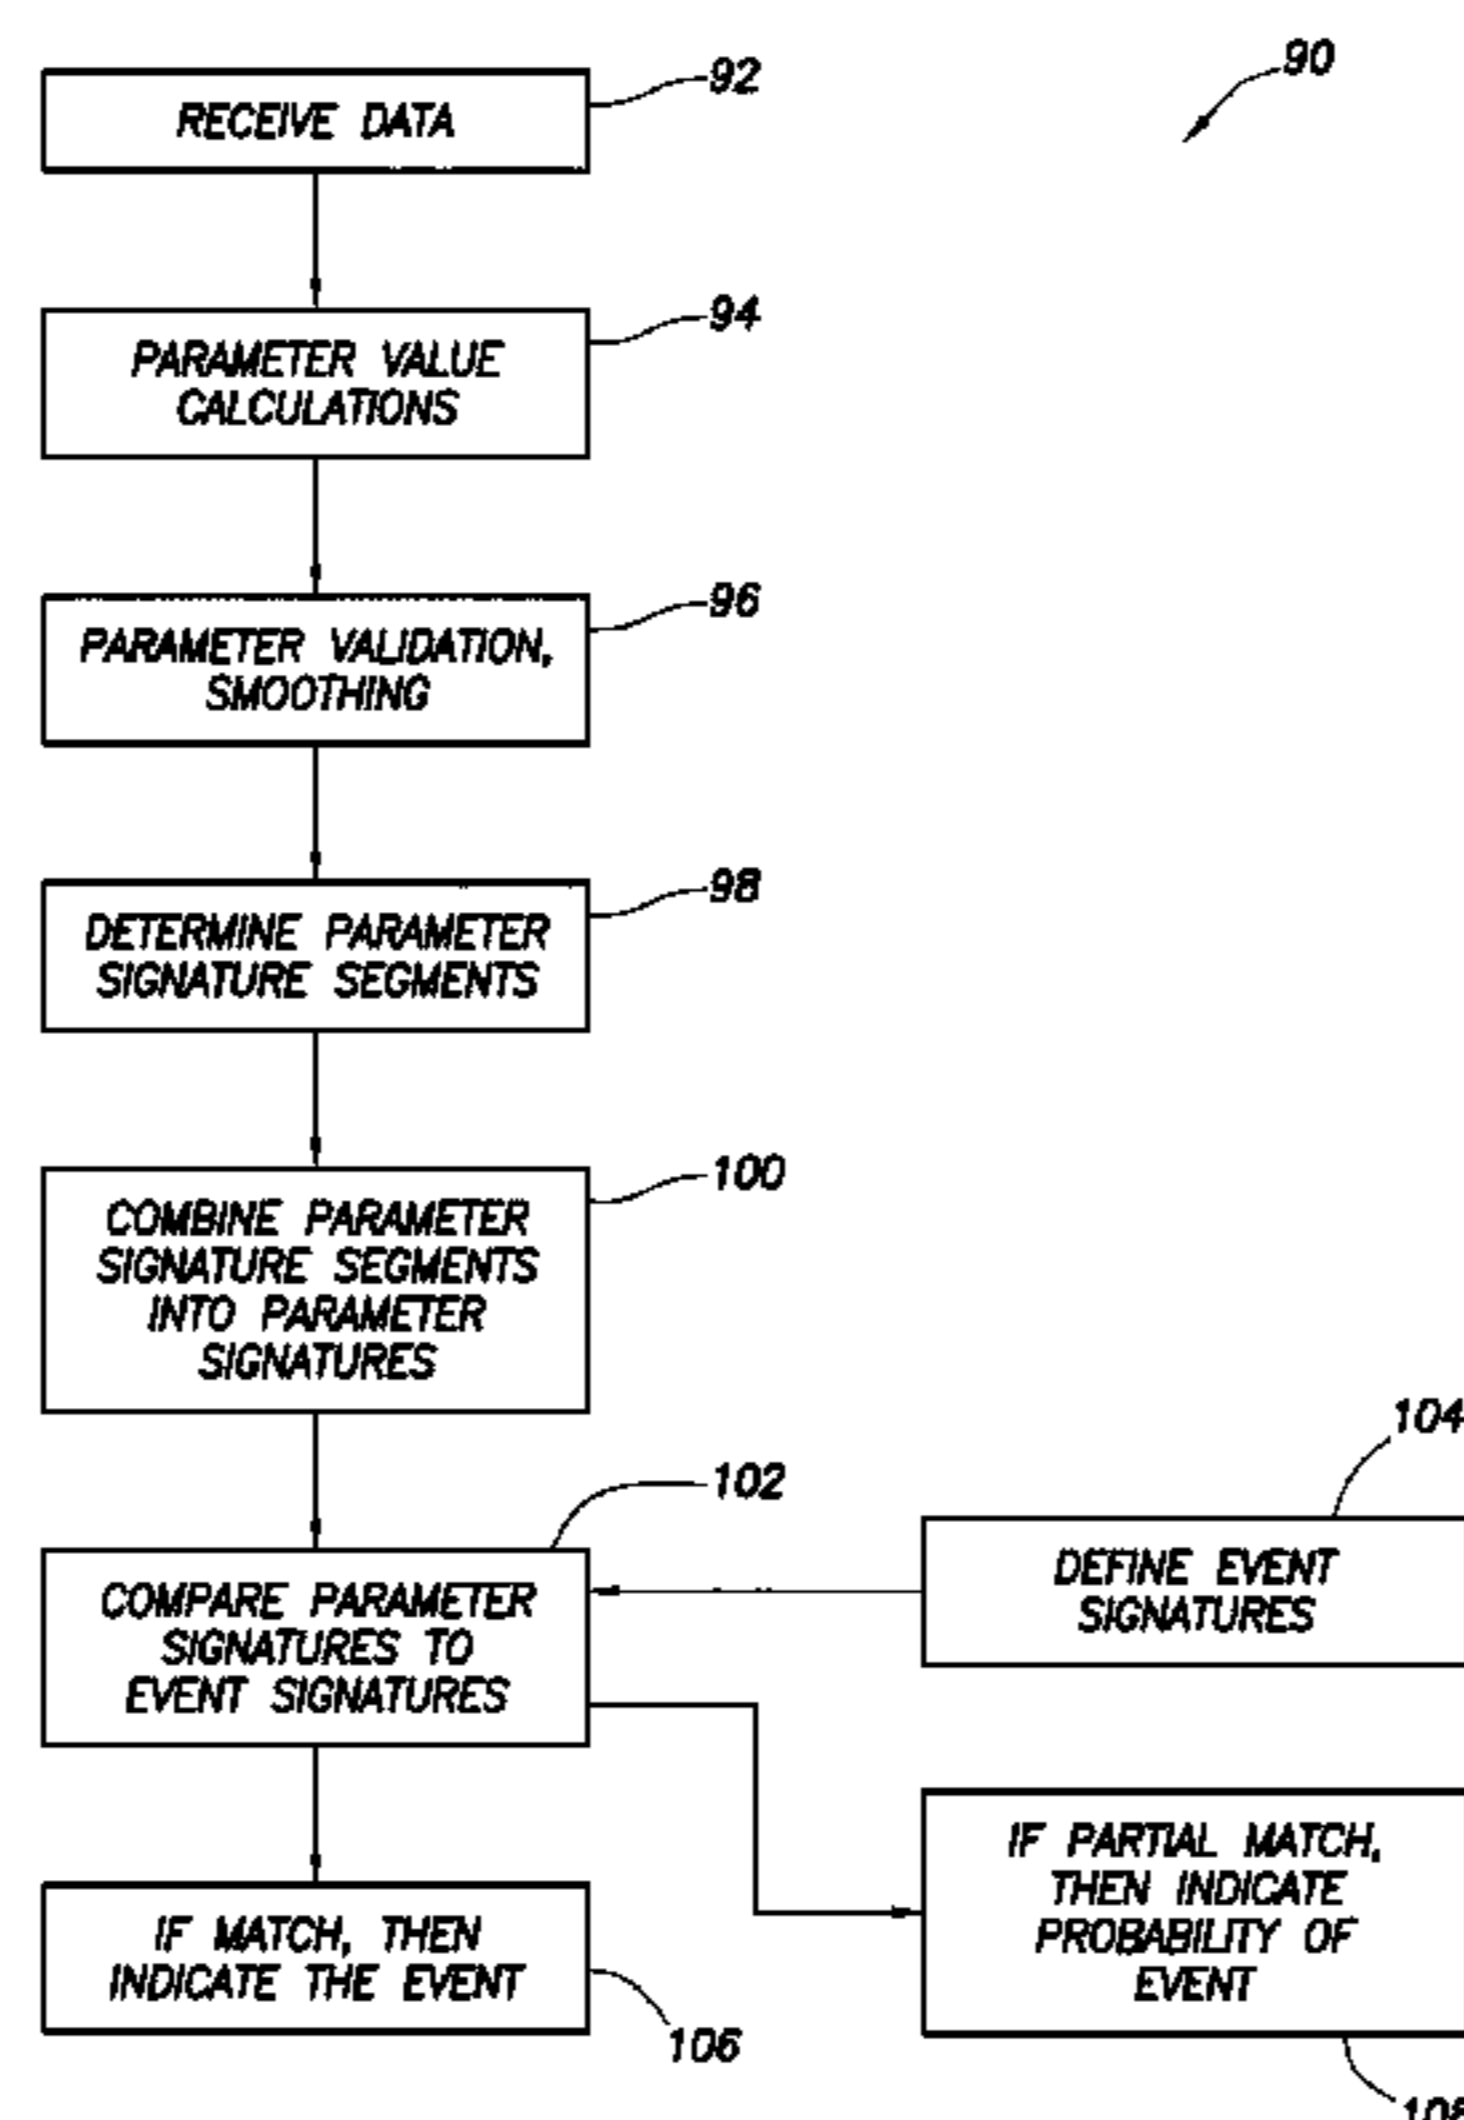 90
92
RECEIVE DATA
94
PARAMETER VALUE
CALCULATIONS
96
PARAMETER VALIDATION,
SMOOTHING
98
DETERMINE PARAMETER
SIGNATURE SEGMENTS
100
COMBINE PARAMETER
SIGNATURE SEGMENTS
INTO PARAMETER
SIGNATURES
102
COMPARE PARAMETER
SIGNATURES TO
EVENT SIGNATURES
104
DEFINE EVENT
SIGNATURES
IF MATCH, THEN
INDICATE THE EVENT
106
IF PARTIAL MATCH,
THEN INDICATE
PROBABILITY OF
EVENT
108